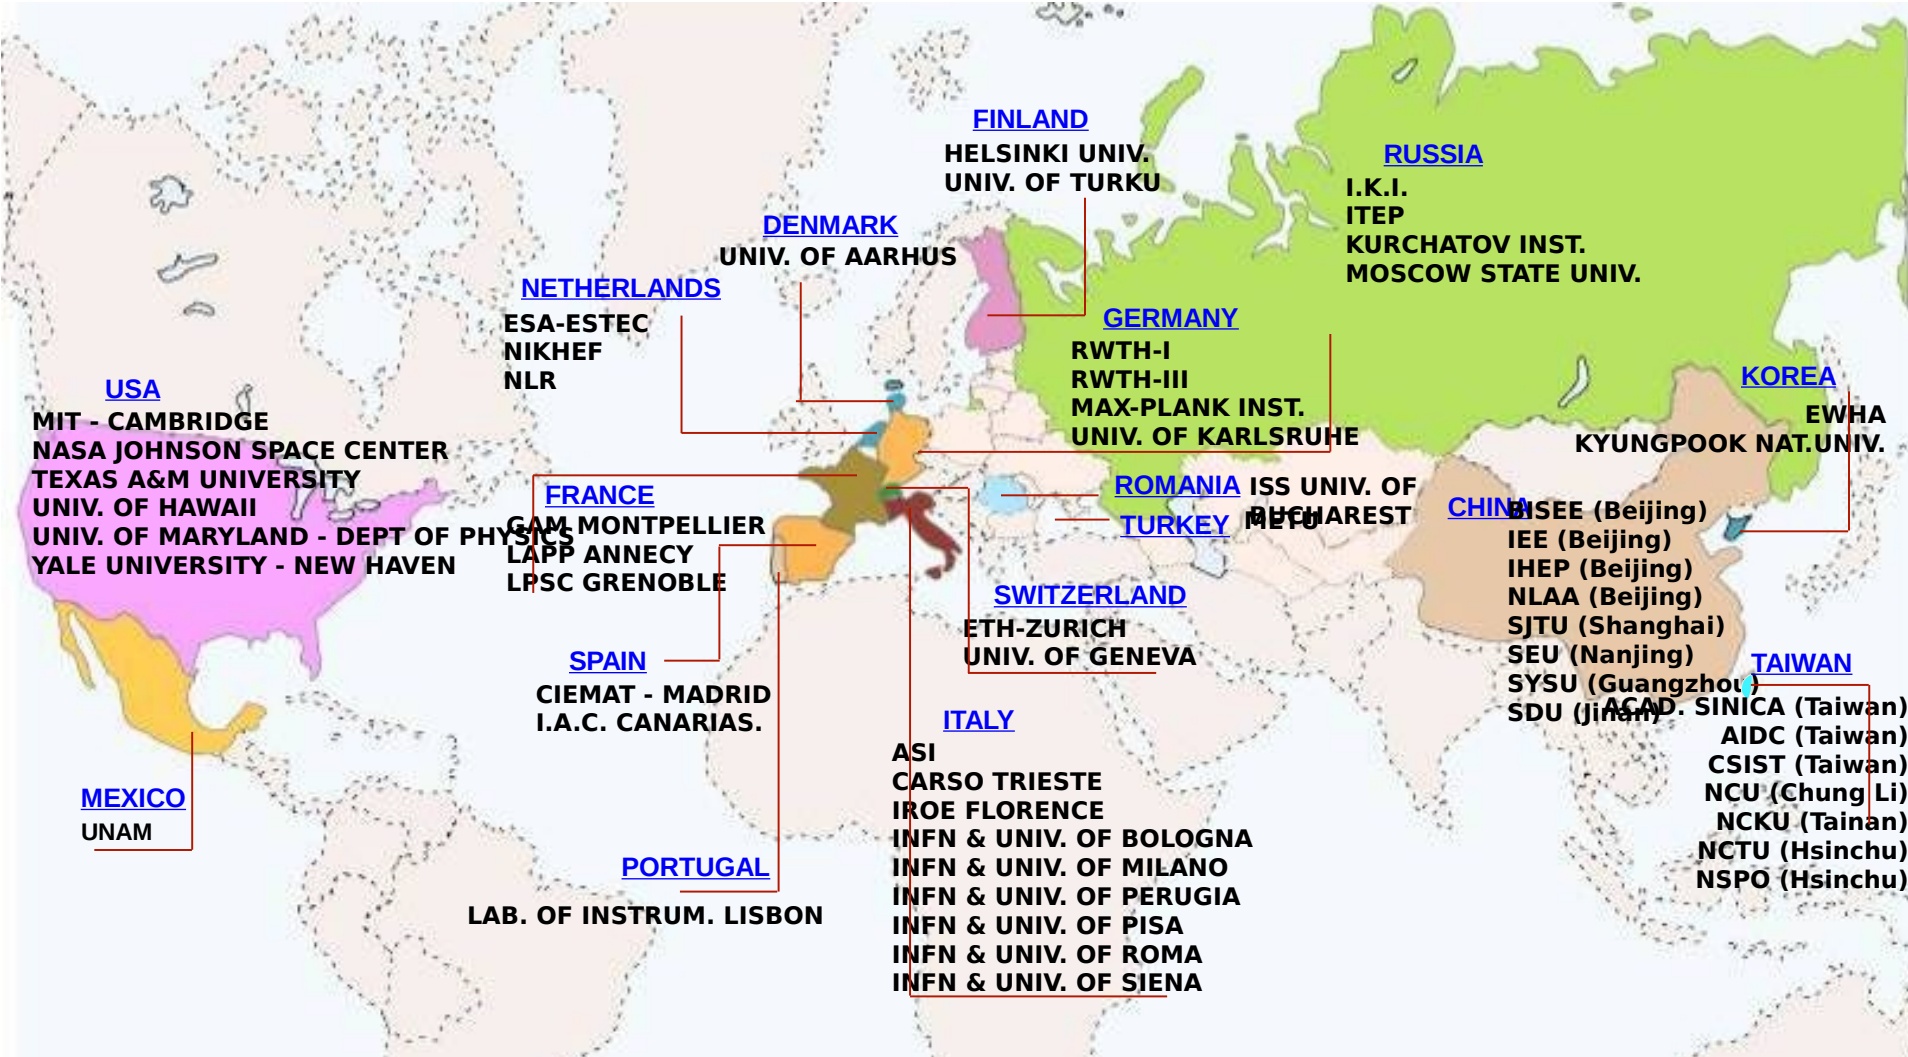 FINLAND
HELSINKI UNIV.
UNIV. OF TURKU
RUSSIA
I.K.I.
ITEP
KURCHATOV INST.
MOSCOW STATE UNIV.
DENMARK
UNIV. OF AARHUS
NETHERLANDS
ESA-ESTEC
NIKHEF
NLR
GERMANY
RWTH-I
RWTH-III
MAX-PLANK INST.
UNIV. OF KARLSRUHE
KOREA
EWHA
KYUNGPOOK NAT.UNIV.
USA
MIT - CAMBRIDGE
NASA JOHNSON SPACE CENTER
TEXAS A&M UNIVERSITY
UNIV. OF HAWAII
UNIV. OF MARYLAND - DEPT OF PHYSICS
YALE UNIVERSITY - NEW HAVEN
FRANCE
GAM MONTPELLIER
LAPP ANNECY
LPSC GRENOBLE
ROMANIA
ISS UNIV. OF
BUCHAREST
TURKEY
METU
CHINA
BISEE (Beijing)
IEE (Beijing)
IHEP (Beijing)
NLAA (Beijing)
SJTU (Shanghai)
SEU (Nanjing)
SYSU (Guangzhou)
SDU (Jinan)
SWITZERLAND
ETH-ZURICH
UNIV. OF GENEVA
SPAIN
CIEMAT - MADRID
I.A.C. CANARIAS.
TAIWAN
ACAD. SINICA (Taiwan)
AIDC (Taiwan)
CSIST (Taiwan)
NCU (Chung Li)
NCKU (Tainan)
NCTU (Hsinchu)
NSPO (Hsinchu)
ITALY
ASI
CARSO TRIESTE
IROE FLORENCE
INFN & UNIV. OF BOLOGNA
INFN & UNIV. OF MILANO
INFN & UNIV. OF PERUGIA
INFN & UNIV. OF PISA
INFN & UNIV. OF ROMA
INFN & UNIV. OF SIENA
MEXICO
UNAM
PORTUGAL
LAB. OF INSTRUM. LISBON